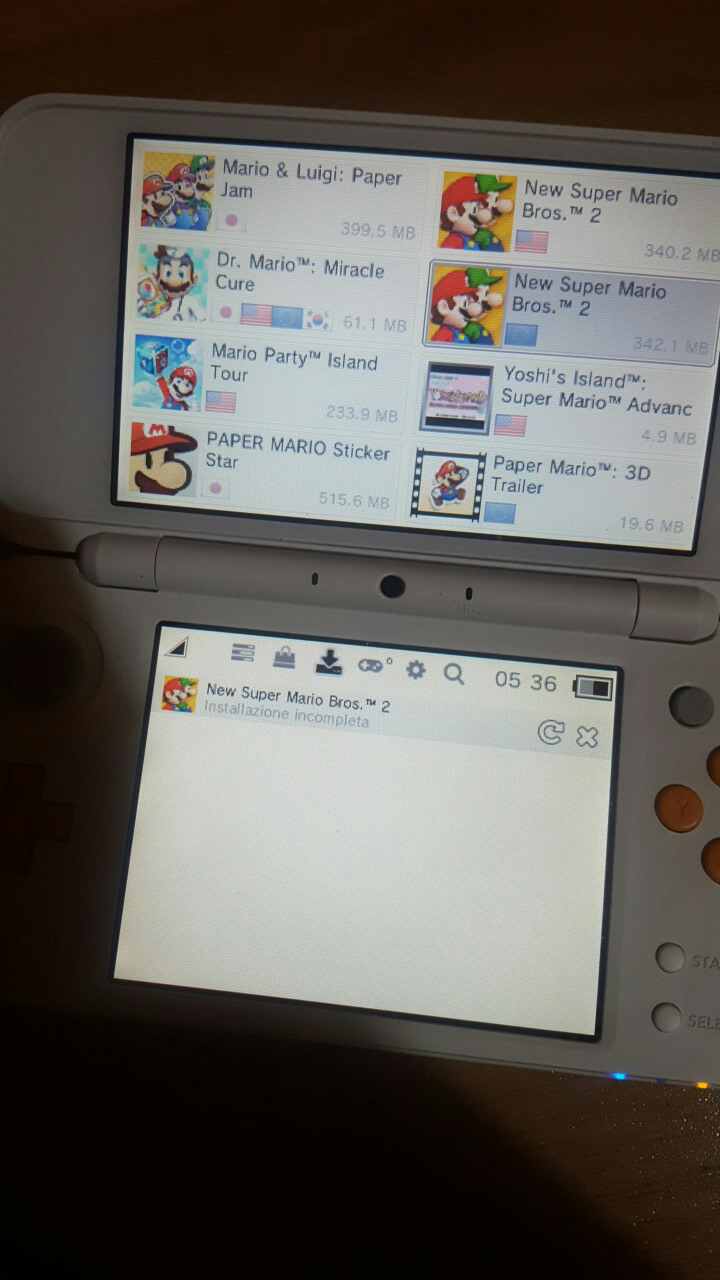 Mario & Luigi: Paper
Jam
399.5 MB
Dr. Mario™: Miracle
Cure
61.1 MB
Mario Party™ Island
Tour
233.9 MB
PAPER MARIO Sticker
Star
515.6 MB
New Super Mario
Bros.™ 2
340.2 MB
New Super Mario
Bros.™ 2
342.1 MB
Yoshi's Island™:
Super Mario™ Advanc
4.9 MB
Paper Mario™: 3D
Trailer
19.6 MB
05 36
New Super Mario Bros.™ 2
Installazione incompleta
Y
STA
SELE